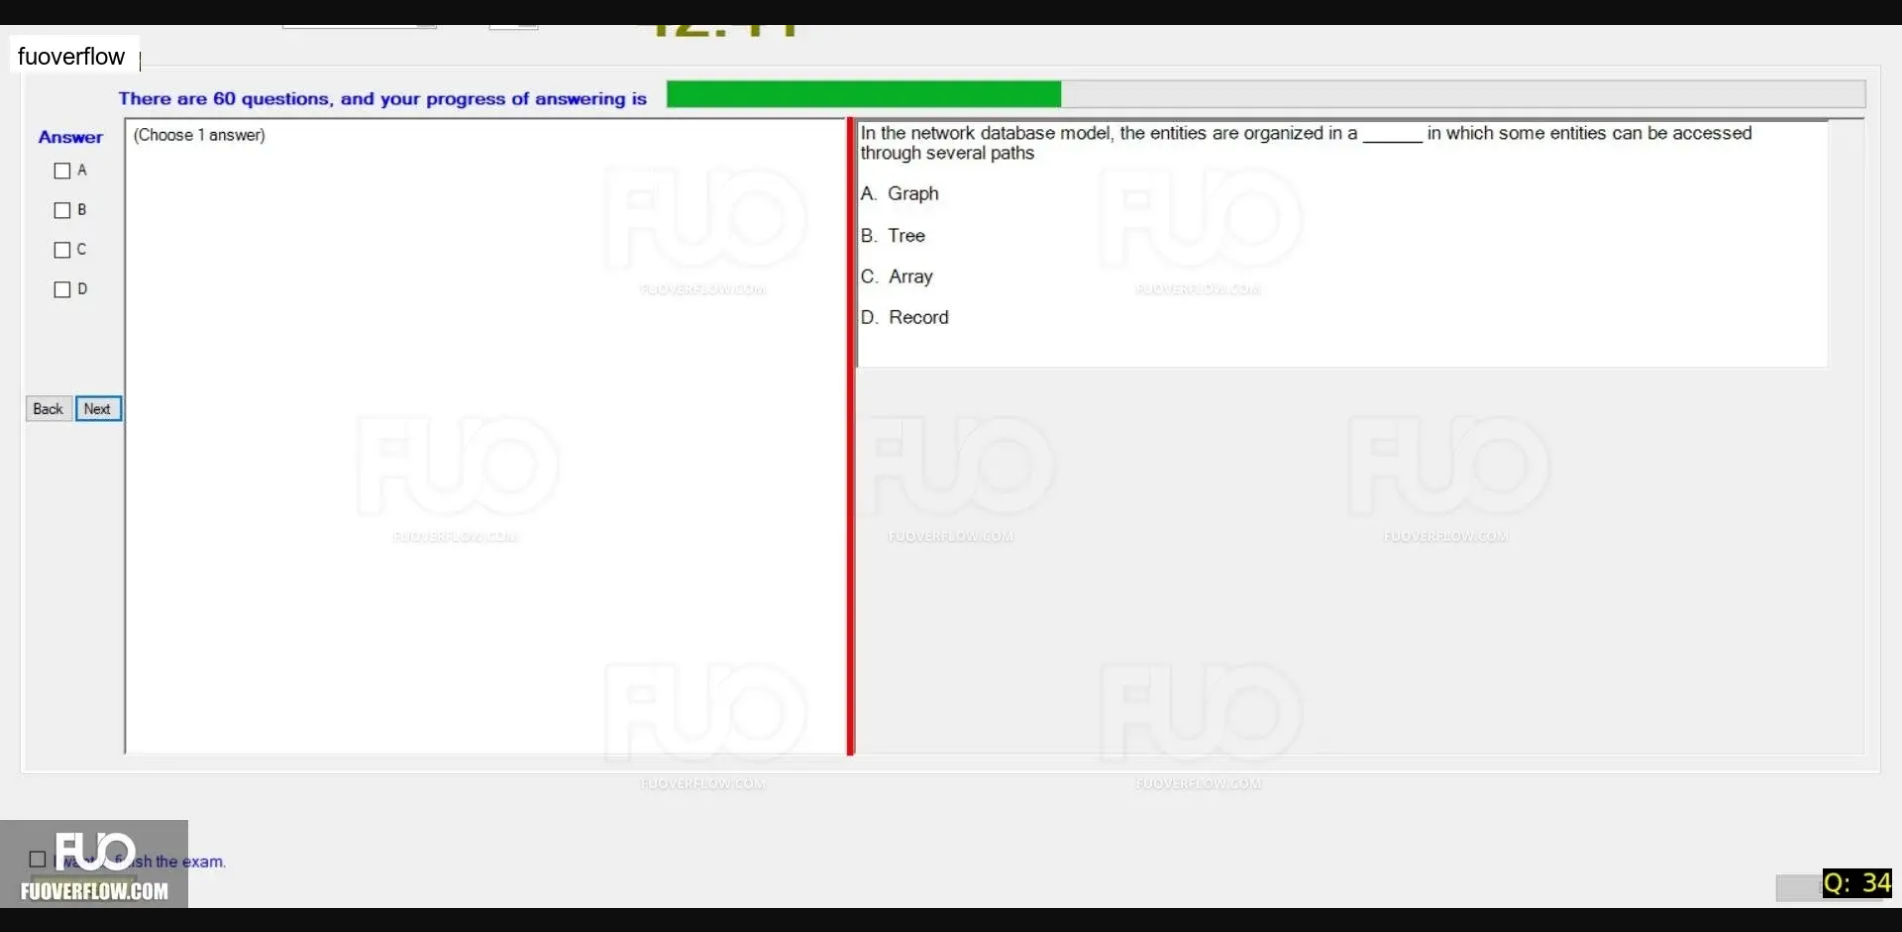 fuoverflow
There are 60 questions, and your progress of answering is
Answer
(Choose 1 answer)
A
B
C
D
Back
Next
In the network database model, the entities are organized in a ______ in which some entities can be accessed
through several paths
A. Graph
B. Tree
C. Array
D. Record
FUO
FUOVERFLOW.COM
FUO
FUOVERFLOW.COM
FUO
FUOVERFLOW.COM
FUO
FUOVERFLOW.COM
FUO
FUOVERFLOW.COM
FUO
FUOVERFLOW.COM
FUO
FUOVERFLOW.COM
the exam.
FUO
FUOVERFLOW.COM
Q: 34